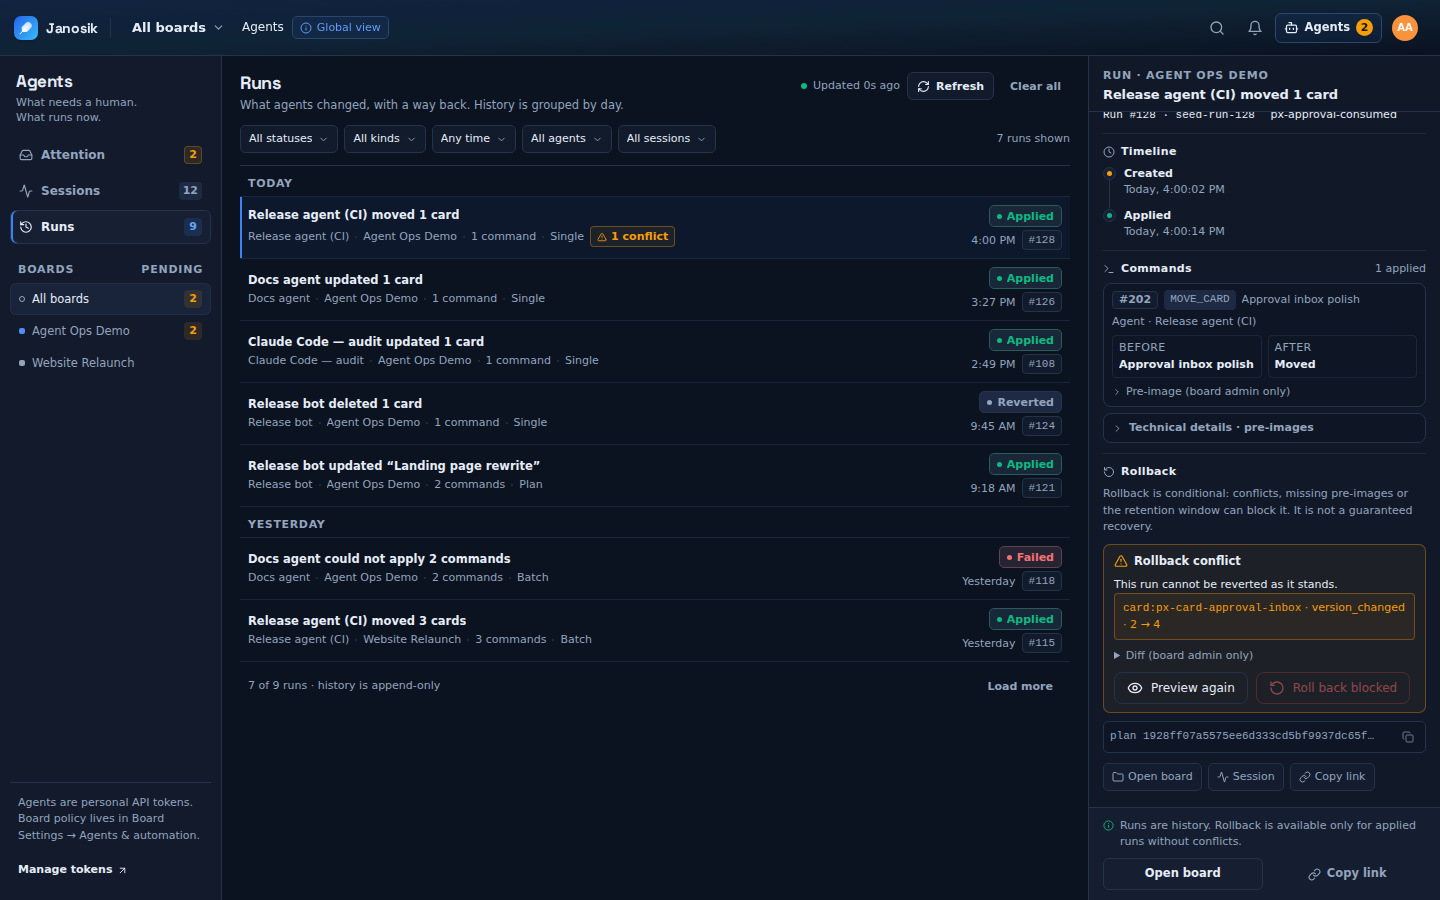 Janosik
All boards
Agents
Global view
Agents 2
AA
Agents
What needs a human.
What runs now.
Attention 2
Sessions 12
Runs 9
BOARDS PENDING
All boards 2
Agent Ops Demo 2
Website Relaunch
Agents are personal API tokens.
Board policy lives in Board
Settings → Agents & automation.
Manage tokens ↗
Runs
What agents changed, with a way back. History is grouped by day.
Updated 0s ago
Refresh
Clear all
All statuses
All kinds
Any time
All agents
All sessions
7 runs shown
TODAY
Release agent (CI) moved 1 card
Applied
Release agent (CI) · Agent Ops Demo · 1 command · Single 1 conflict
4:00 PM #128
Docs agent updated 1 card
Applied
Docs agent · Agent Ops Demo · 1 command · Single
3:27 PM #126
Claude Code — audit updated 1 card
Applied
Claude Code — audit · Agent Ops Demo · 1 command · Single
2:49 PM #108
Release bot deleted 1 card
Reverted
Release bot · Agent Ops Demo · 1 command · Single
9:45 AM #124
Release bot updated “Landing page rewrite”
Applied
Release bot · Agent Ops Demo · 2 commands · Plan
9:18 AM #121
YESTERDAY
Docs agent could not apply 2 commands
Failed
Docs agent · Agent Ops Demo · 2 commands · Batch
Yesterday #118
Release agent (CI) moved 3 cards
Applied
Release agent (CI) · Website Relaunch · 3 commands · Batch
Yesterday #115
7 of 9 runs · history is append-only
Load more
RUN · AGENT OPS DEMO
Release agent (CI) moved 1 card
Run #128 · seed-run-128 px-approval-consumed
Timeline
Created
Today, 4:00:02 PM
Applied
Today, 4:00:14 PM
Commands 1 applied
#202 MOVE_CARD Approval inbox polish
Agent · Release agent (CI)
BEFORE
Approval inbox polish
AFTER
Moved
Pre-image (board admin only)
Technical details · pre-images
Rollback
Rollback is conditional: conflicts, missing pre-images or
the retention window can block it. It is not a guaranteed
recovery.
Rollback conflict
This run cannot be reverted as it stands.
card:px-card-approval-inbox · version_changed
· 2 → 4
Diff (board admin only)
Preview again
Roll back blocked
plan 1928ff07a5575ee6d333cd5bf9937dc65f…
Open board
Session
Copy link
Runs are history. Rollback is available only for applied
runs without conflicts.
Open board
Copy link